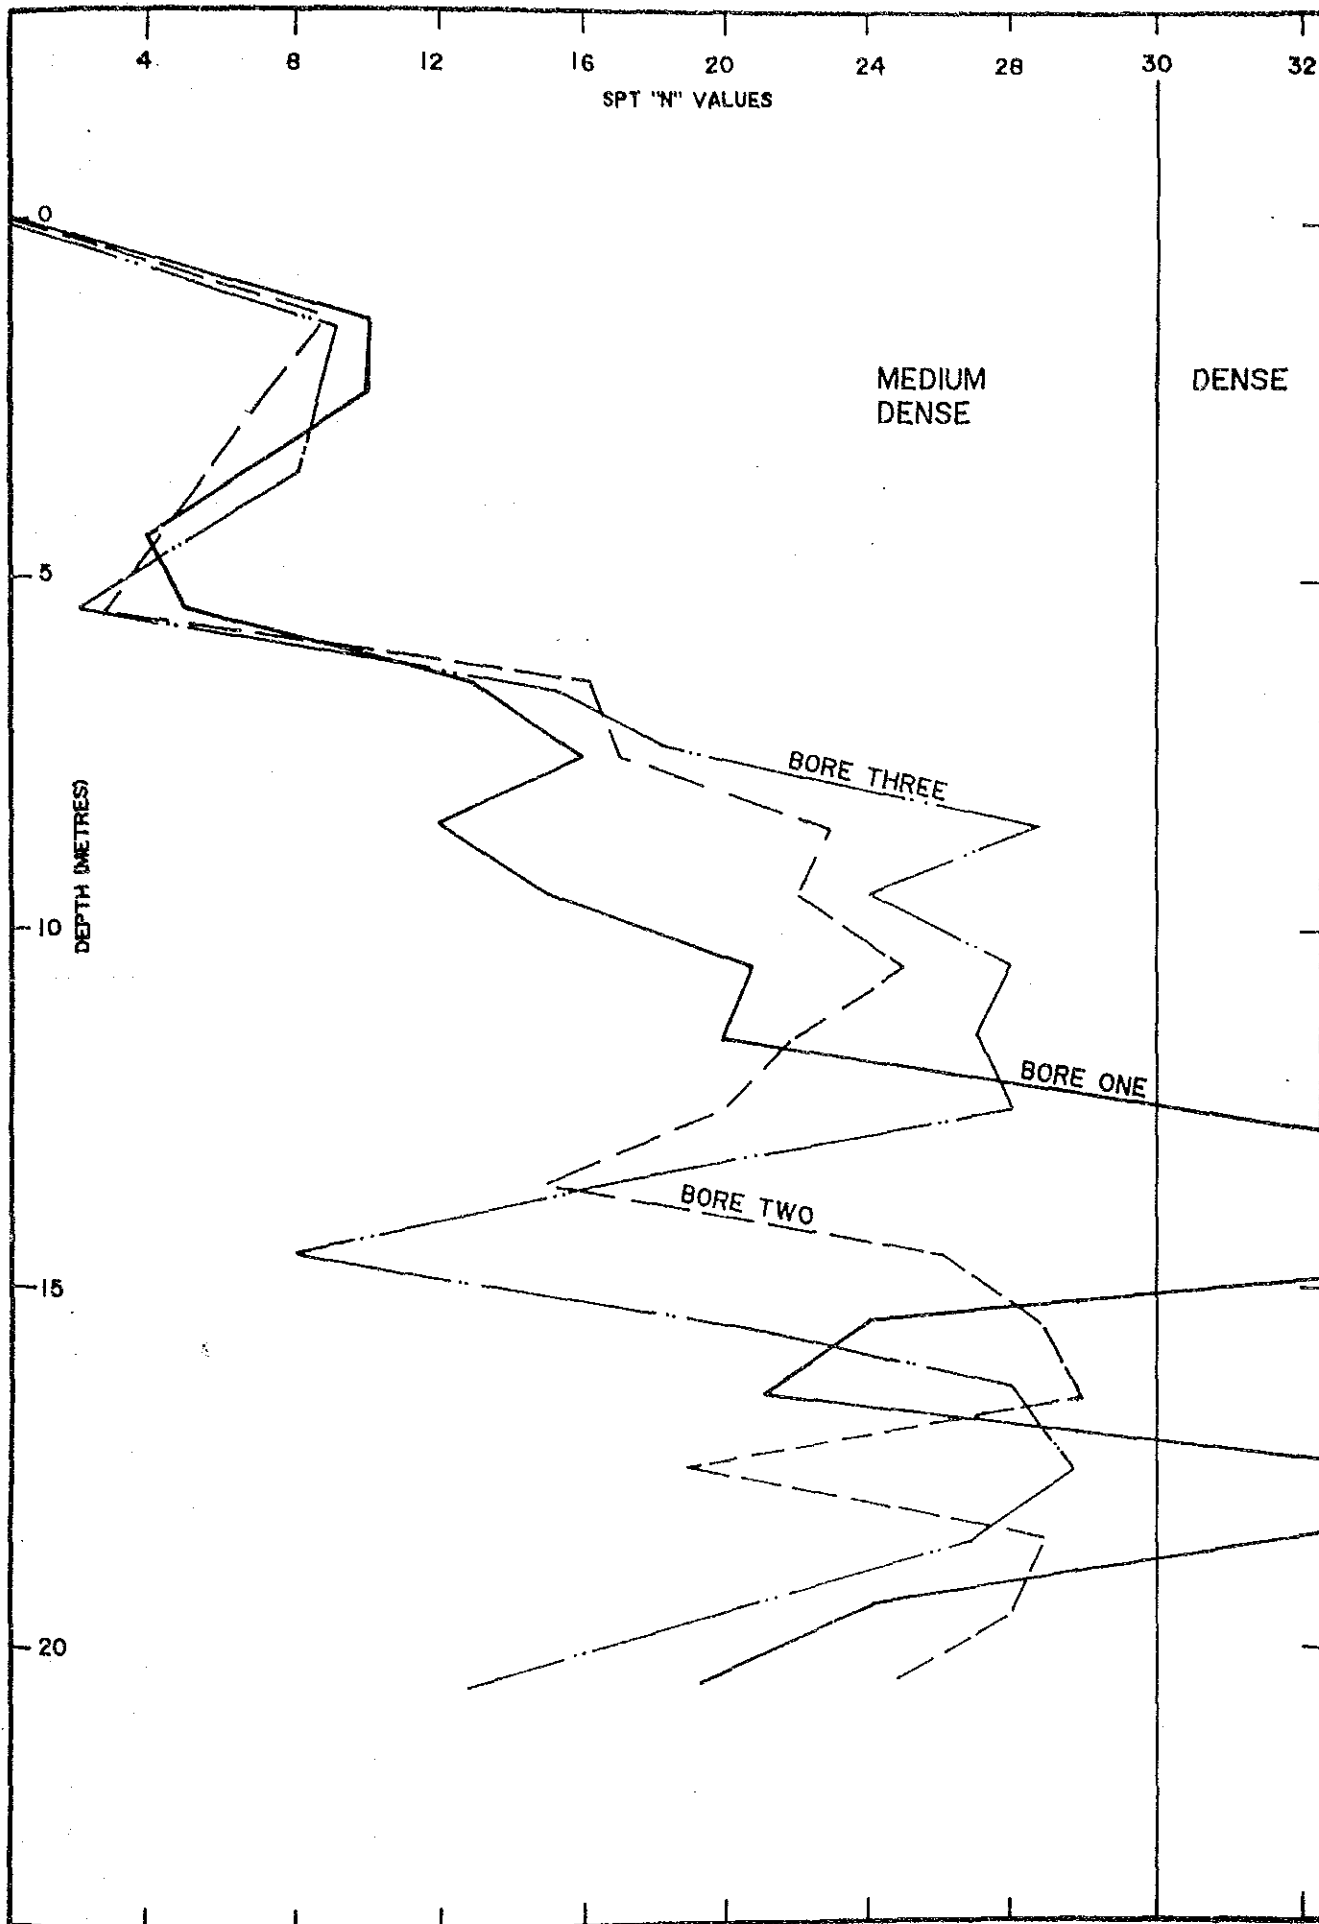 4 8 12 16 20 24 28 30 32
SPT "N" VALUES
0
MEDIUM
DENSE
DENSE
5
BORE THREE
DEPTH (METRES)
10
BORE ONE
BORE TWO
15
20